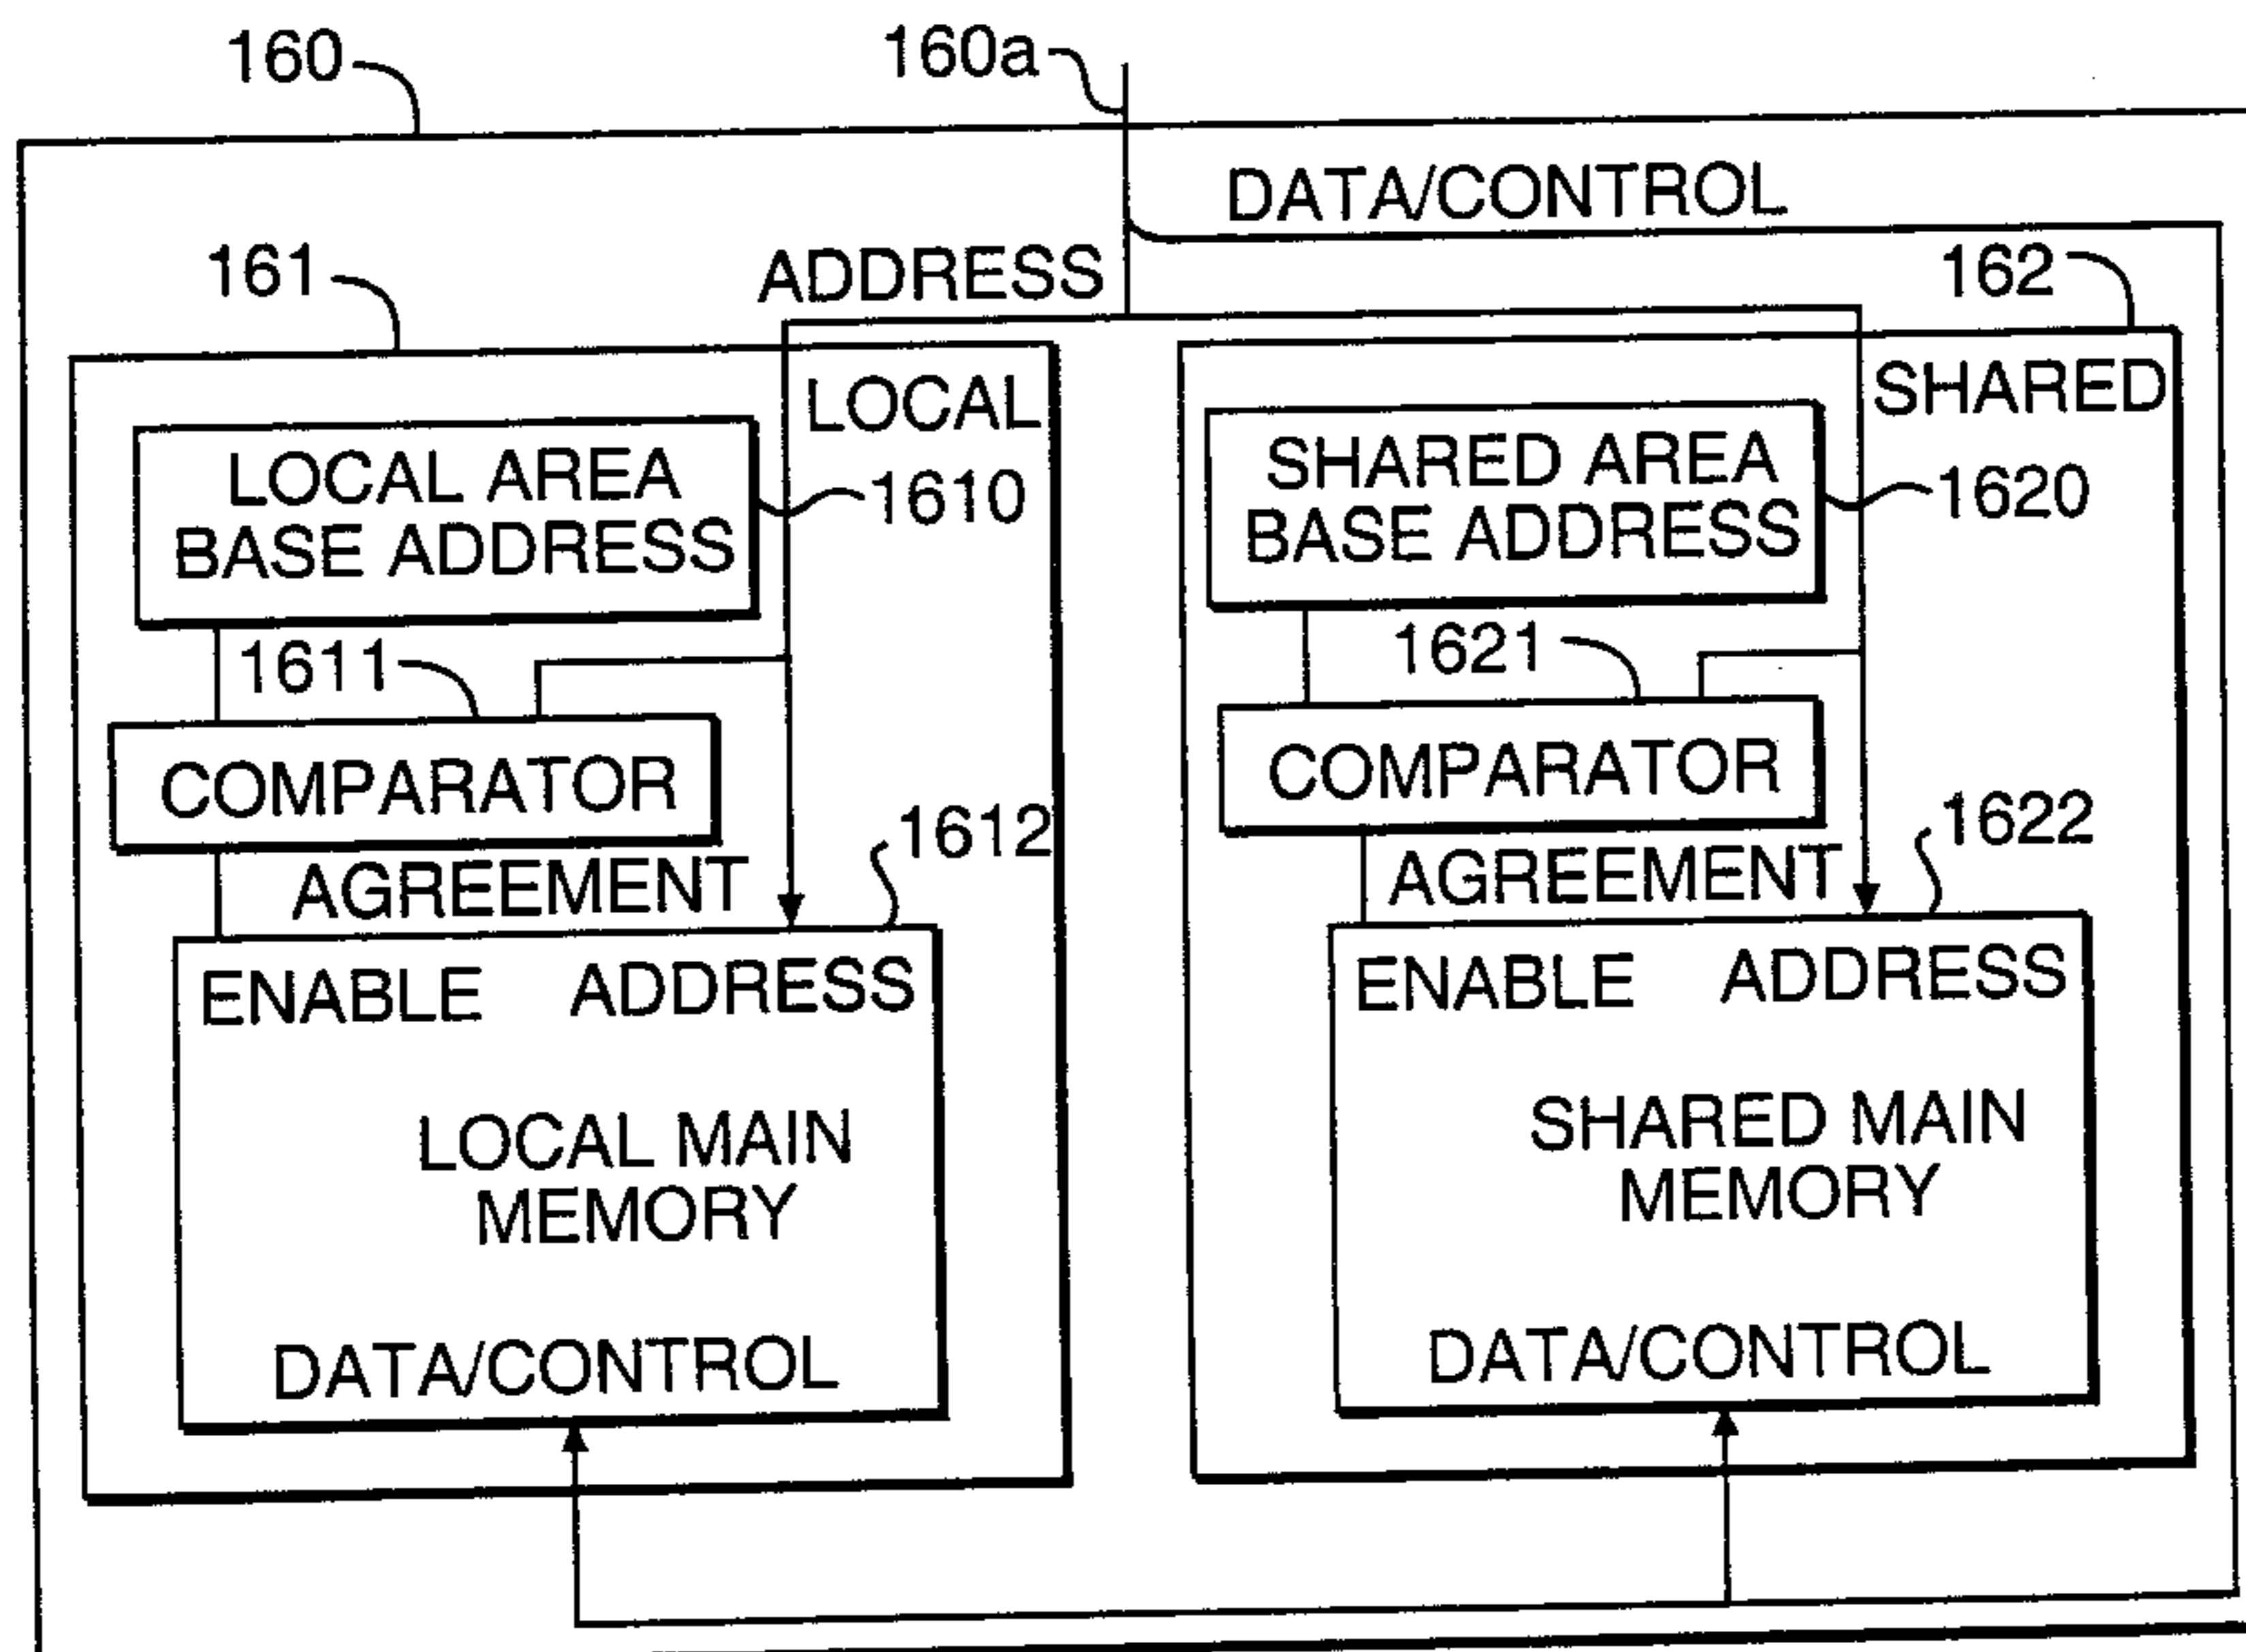 160
160a
DATA/CONTROL
161
ADDRESS
162
LOCAL
SHARED
LOCAL AREA
BASE ADDRESS
1610
SHARED AREA
BASE ADDRESS
1620
1611
1621
COMPARATOR
COMPARATOR
1612
1622
AGREEMENT
AGREEMENT
ENABLE ADDRESS
ENABLE ADDRESS
LOCAL MAIN
MEMORY
SHARED MAIN
MEMORY
DATA/CONTROL
DATA/CONTROL